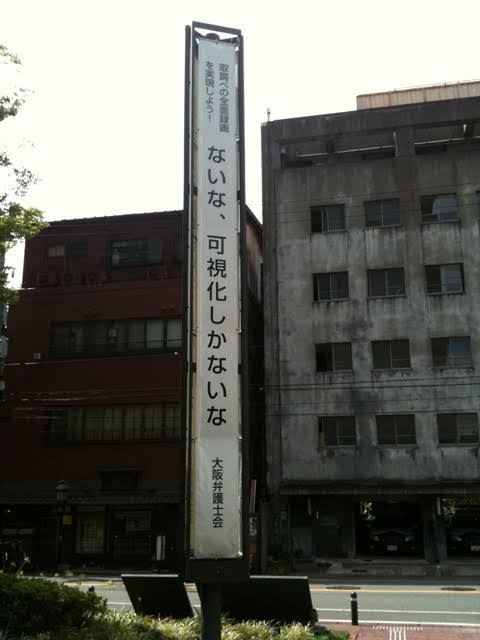 取調べの全面録画
を実現しよう!
ないな、可視化しかないな
大阪弁護士会